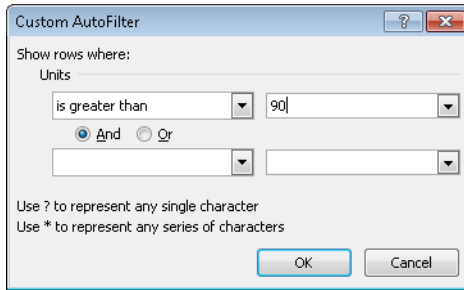 Custom AutoFilter
Show rows where:
Units
is greater than 90
And Or
Use ? to represent any single character
Use * to represent any series of characters
OK Cancel